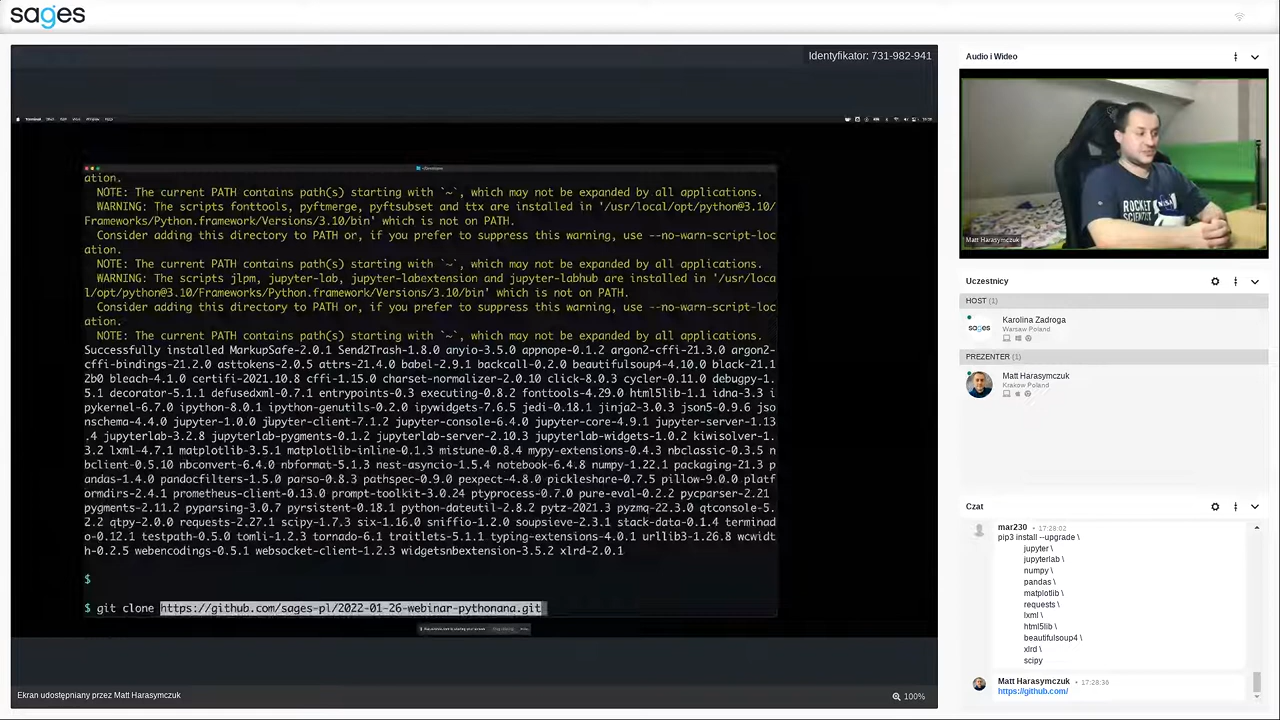 sages
Identyfikator: 731-982-941
ation.
NOTE: The current PATH contains path(s) starting with `~`, which may not be expanded by all applications.
WARNING: The scripts fonttools, pyftmerge, pyftsubset and ttx are installed in '/usr/local/opt/python@3.10/
Frameworks/Python.framework/Versions/3.10/bin' which is not on PATH.
Consider adding this directory to PATH or, if you prefer to suppress this warning, use --no-warn-script-loc
ation.
NOTE: The current PATH contains path(s) starting with `~`, which may not be expanded by all applications.
WARNING: The scripts jlpm, jupyter-lab, jupyter-labextension and jupyter-labhub are installed in '/usr/loca
l/opt/python@3.10/Frameworks/Python.framework/Versions/3.10/bin' which is not on PATH.
Consider adding this directory to PATH or, if you prefer to suppress this warning, use --no-warn-script-loc
ation.
NOTE: The current PATH contains path(s) starting with `~`, which may not be expanded by all applications.
Successfully installed MarkupSafe-2.0.1 Send2Trash-1.8.0 anyio-3.5.0 appnope-0.1.2 argon2-cffi-21.3.0 argon2-
cffi-bindings-21.2.0 asttokens-2.0.5 attrs-21.4.0 babel-2.9.1 backcall-0.2.0 beautifulsoup4-4.10.0 black-21.1
2b0 bleach-4.1.0 certifi-2021.10.8 cffi-1.15.0 charset-normalizer-2.0.10 click-8.0.3 cycler-0.11.0 debugpy-1.
5.1 decorator-5.1.1 defusedxml-0.7.1 entrypoints-0.3 executing-0.8.2 fonttools-4.29.0 html5lib-1.1 idna-3.3 i
pykernel-6.7.0 ipython-8.0.1 ipython-genutils-0.2.0 ipywidgets-7.6.5 jedi-0.18.1 jinja2-3.0.3 json5-0.9.6 jso
nschema-4.4.0 jupyter-1.0.0 jupyter-client-7.1.2 jupyter-console-6.4.0 jupyter-core-4.9.1 jupyter-server-1.13
.4 jupyterlab-3.2.8 jupyterlab-pygments-0.1.2 jupyterlab-server-2.10.3 jupyterlab-widgets-1.0.2 kiwisolver-1.
3.2 lxml-4.7.1 matplotlib-3.5.1 matplotlib-inline-0.1.3 mistune-0.8.4 mypy-extensions-0.4.3 nbclassic-0.3.5 n
bclient-0.5.10 nbconvert-6.4.0 nbformat-5.1.3 nest-asyncio-1.5.4 notebook-6.4.8 numpy-1.22.1 packaging-21.3 p
andas-1.4.0 pandocfilters-1.5.0 parso-0.8.3 pathspec-0.9.0 pexpect-4.8.0 pickleshare-0.7.5 pillow-9.0.0 platf
ormdirs-2.4.1 prometheus-client-0.13.0 prompt-toolkit-3.0.24 ptyprocess-0.7.0 pure-eval-0.2.2 pycparser-2.21
pygments-2.11.2 pyparsing-3.0.7 pyrsistent-0.18.1 python-dateutil-2.8.2 pytz-2021.3 pyzmq-22.3.0 qtconsole-5.
2.2 qtpy-2.0.0 requests-2.27.1 scipy-1.7.3 six-1.16.0 sniffio-1.2.0 soupsieve-2.3.1 stack-data-0.1.4 terminad
o-0.12.1 testpath-0.5.0 tomli-1.2.3 tornado-6.1 traitlets-5.1.1 typing-extensions-4.0.1 urllib3-1.26.8 wcwidt
h-0.2.5 webencodings-0.5.1 websocket-client-1.2.3 widgetsnbextension-3.5.2 xlrd-2.0.1
$
$ git clone https://github.com/sages-pl/2022-01-26-webinar-pythonana.git
Ekran udostępniany przez Matt Harasymczuk
100%
Audio i Wideo
ROCKET
SCIENTIST
NASA
Matt Harasymczuk
Uczestnicy
HOST (1)
sages
Karolina Zadroga
Warsaw Poland
PREZENTER (1)
Matt Harasymczuk
Krakow Poland
Czat
mar230 • 17:28:02
pip3 install --upgrade \
jupyter \
jupyterlab \
numpy \
pandas \
matplotlib \
requests \
lxml \
html5lib \
beautifulsoup4 \
xlrd \
scipy
Matt Harasymczuk • 17:28:36
https://github.com/